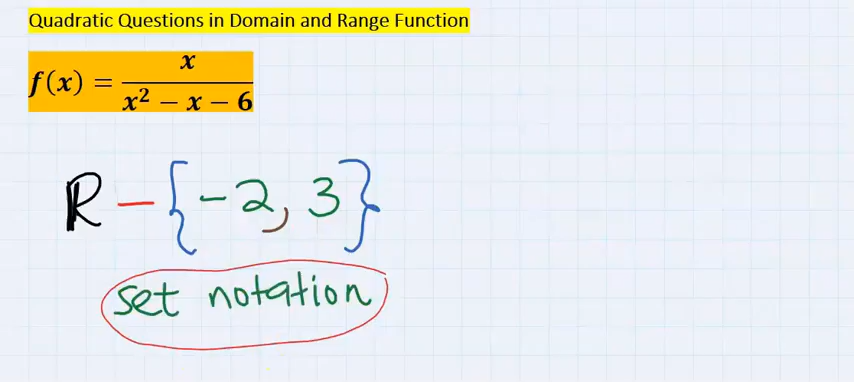 Quadratic Questions in Domain and Range Function
f(x) = x / (x² − x − 6)
ℝ − {−2, 3}
set notation